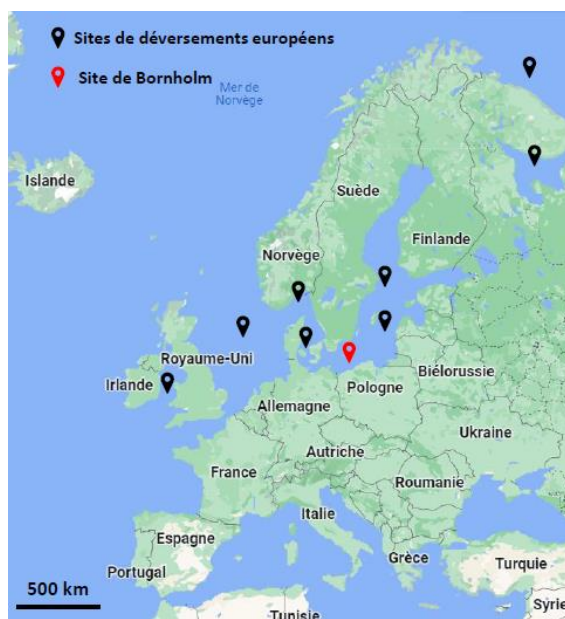 Sites de déversements européens
Site de Bornholm
Mer de
Norvège
Islande
Suède
Finlande
Norvège
Royaume-Uni
Irlande
Biélorussie
Pologne
Allemagne
Ukraine
Autriche
France
Roumanie
Italie
Espagne
Grèce
Turquie
Portugal
500 km
Syrie
Tunisie